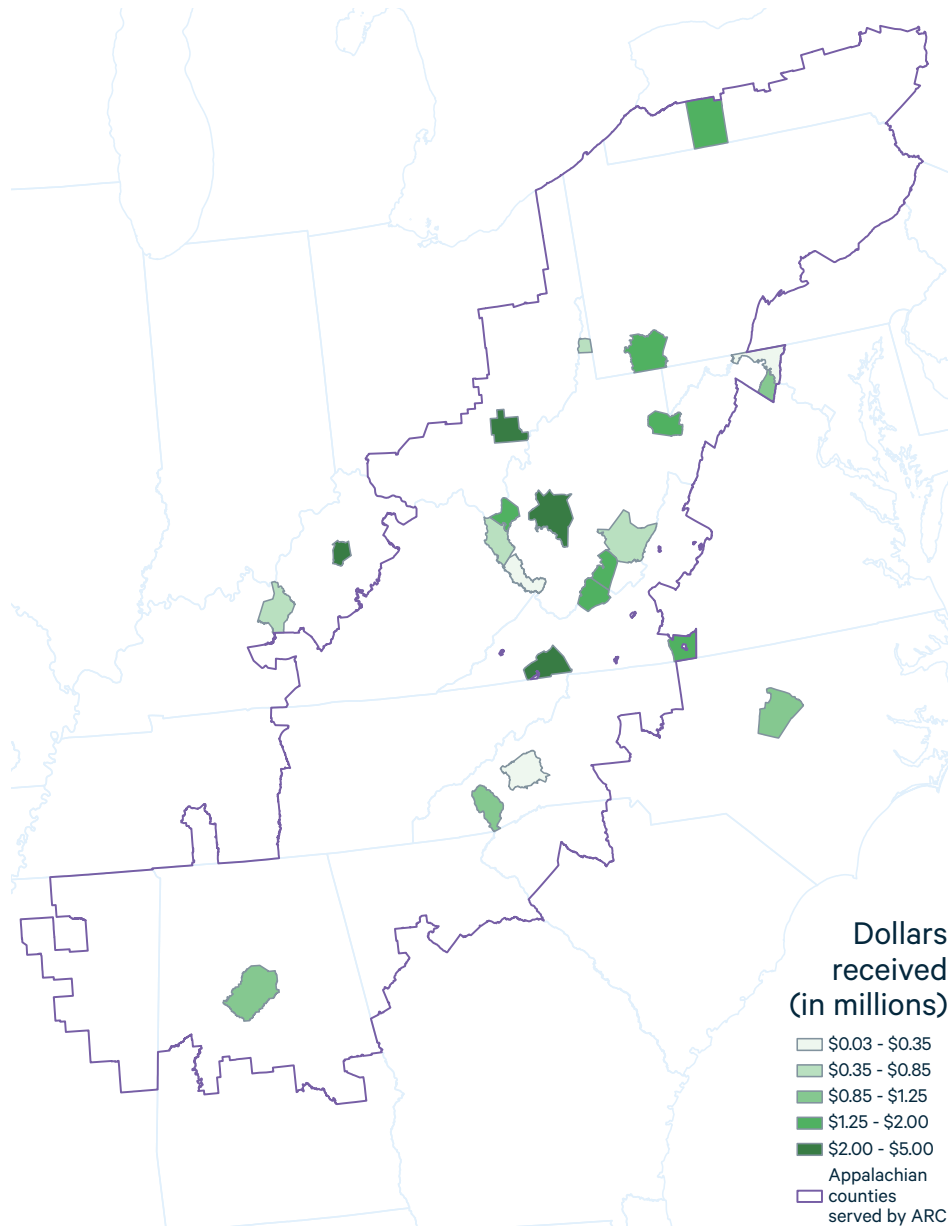 Dollars
received
(in millions)
$0.03 - $0.35
$0.35 - $0.85
$0.85 - $1.25
$1.25 - $2.00
$2.00 - $5.00
Appalachian
counties
served by ARC